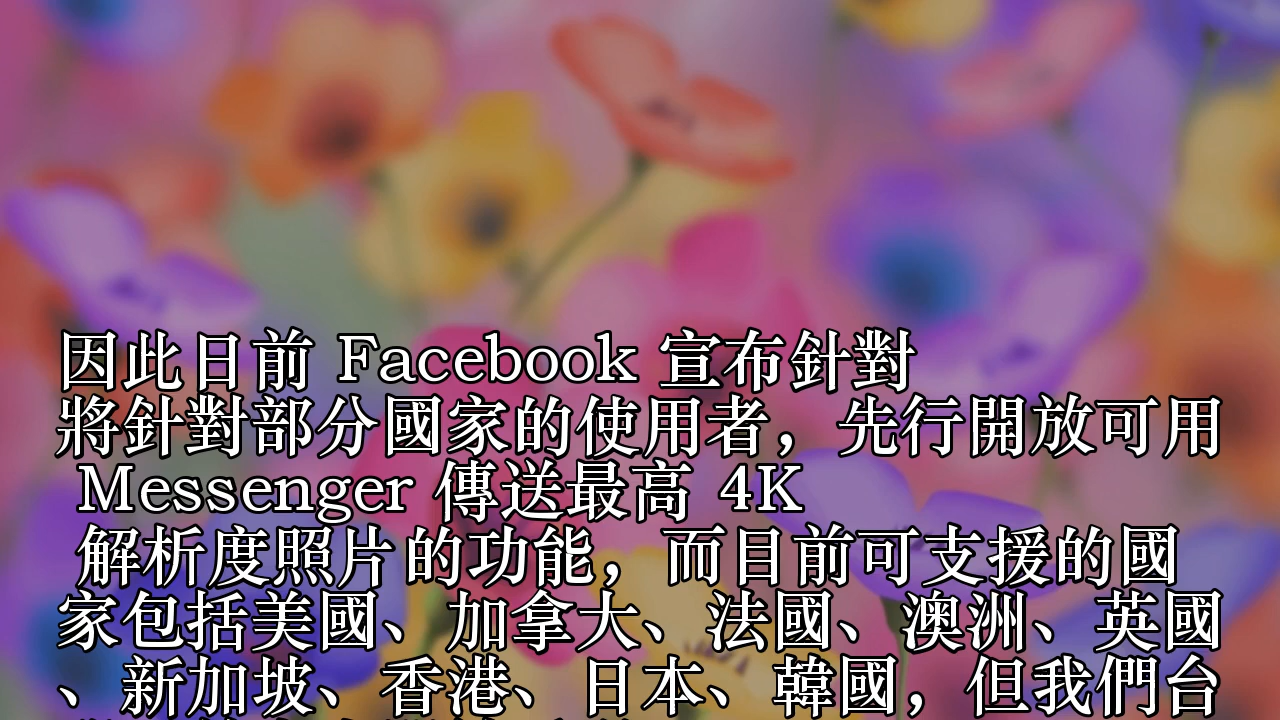 因此日前 Facebook 宣布針對
將針對部分國家的使用者，先行開放可用
Messenger 傳送最高 4K
解析度照片的功能，而目前可支援的國
家包括美國、加拿大、法國、澳洲、英國
、新加坡、香港、日本、韓國，但我們台